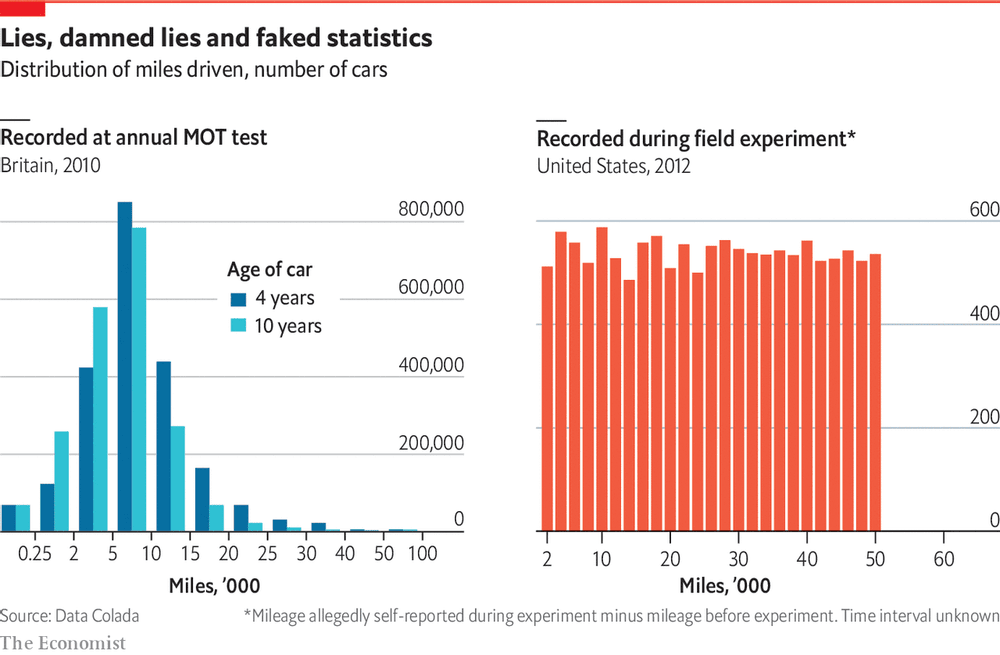 Lies, damned lies and faked statistics
Distribution of miles driven, number of cars
Recorded at annual MOT test
Britain, 2010
800,000
600,000
400,000
200,000
0
Age of car
4 years
10 years
0.25 2 5 10 15 20 25 30 40 50 100
Miles, ’000
Recorded during field experiment*
United States, 2012
600
400
200
0
2 10 20 30 40 50 60
Miles, ’000
Source: Data Colada
*Mileage allegedly self-reported during experiment minus mileage before experiment. Time interval unknown
The Economist